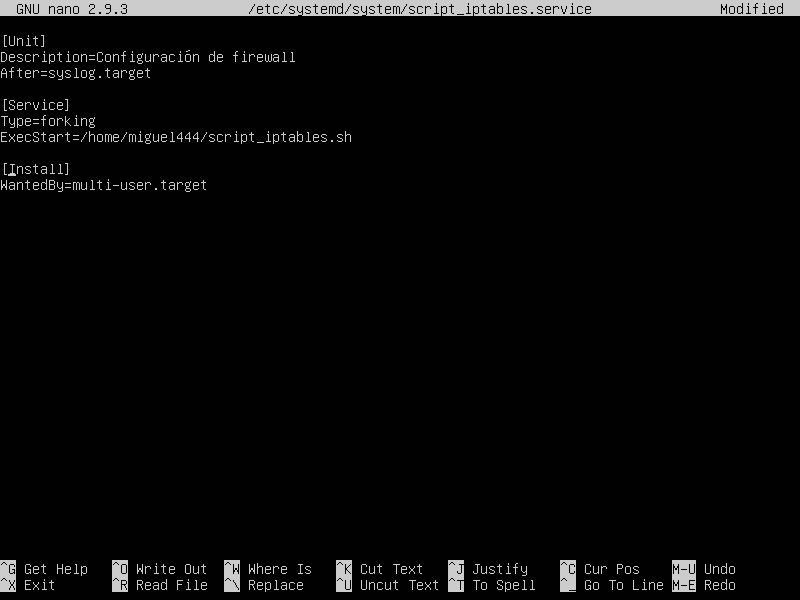 GNU nano 2.9.3 /etc/systemd/system/script_iptables.service Modified
[Unit]
Description=Configuración de firewall
After=syslog.target
[Service]
Type=forking
ExecStart=/home/miguel444/script_iptables.sh
[Install]
WantedBy=multi-user.target
^G Get Help ^O Write Out ^W Where Is ^K Cut Text ^J Justify ^C Cur Pos M-U Undo
^X Exit ^R Read File ^\ Replace ^U Uncut Text ^T To Spell ^_ Go To Line M-E Redo